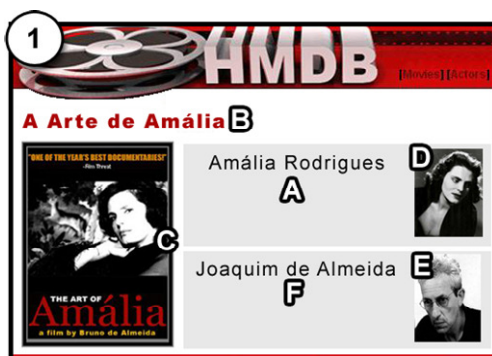 1
HMDB
[Movies] [Actors]
A Arte de Amália B
"ONE OF THE YEAR'S BEST DOCUMENTARIES!"
-Film Threat
C
THE ART OF
Amália
a film by Bruno de Almeida
Amália Rodrigues
A
D
Joaquim de Almeida
F
E